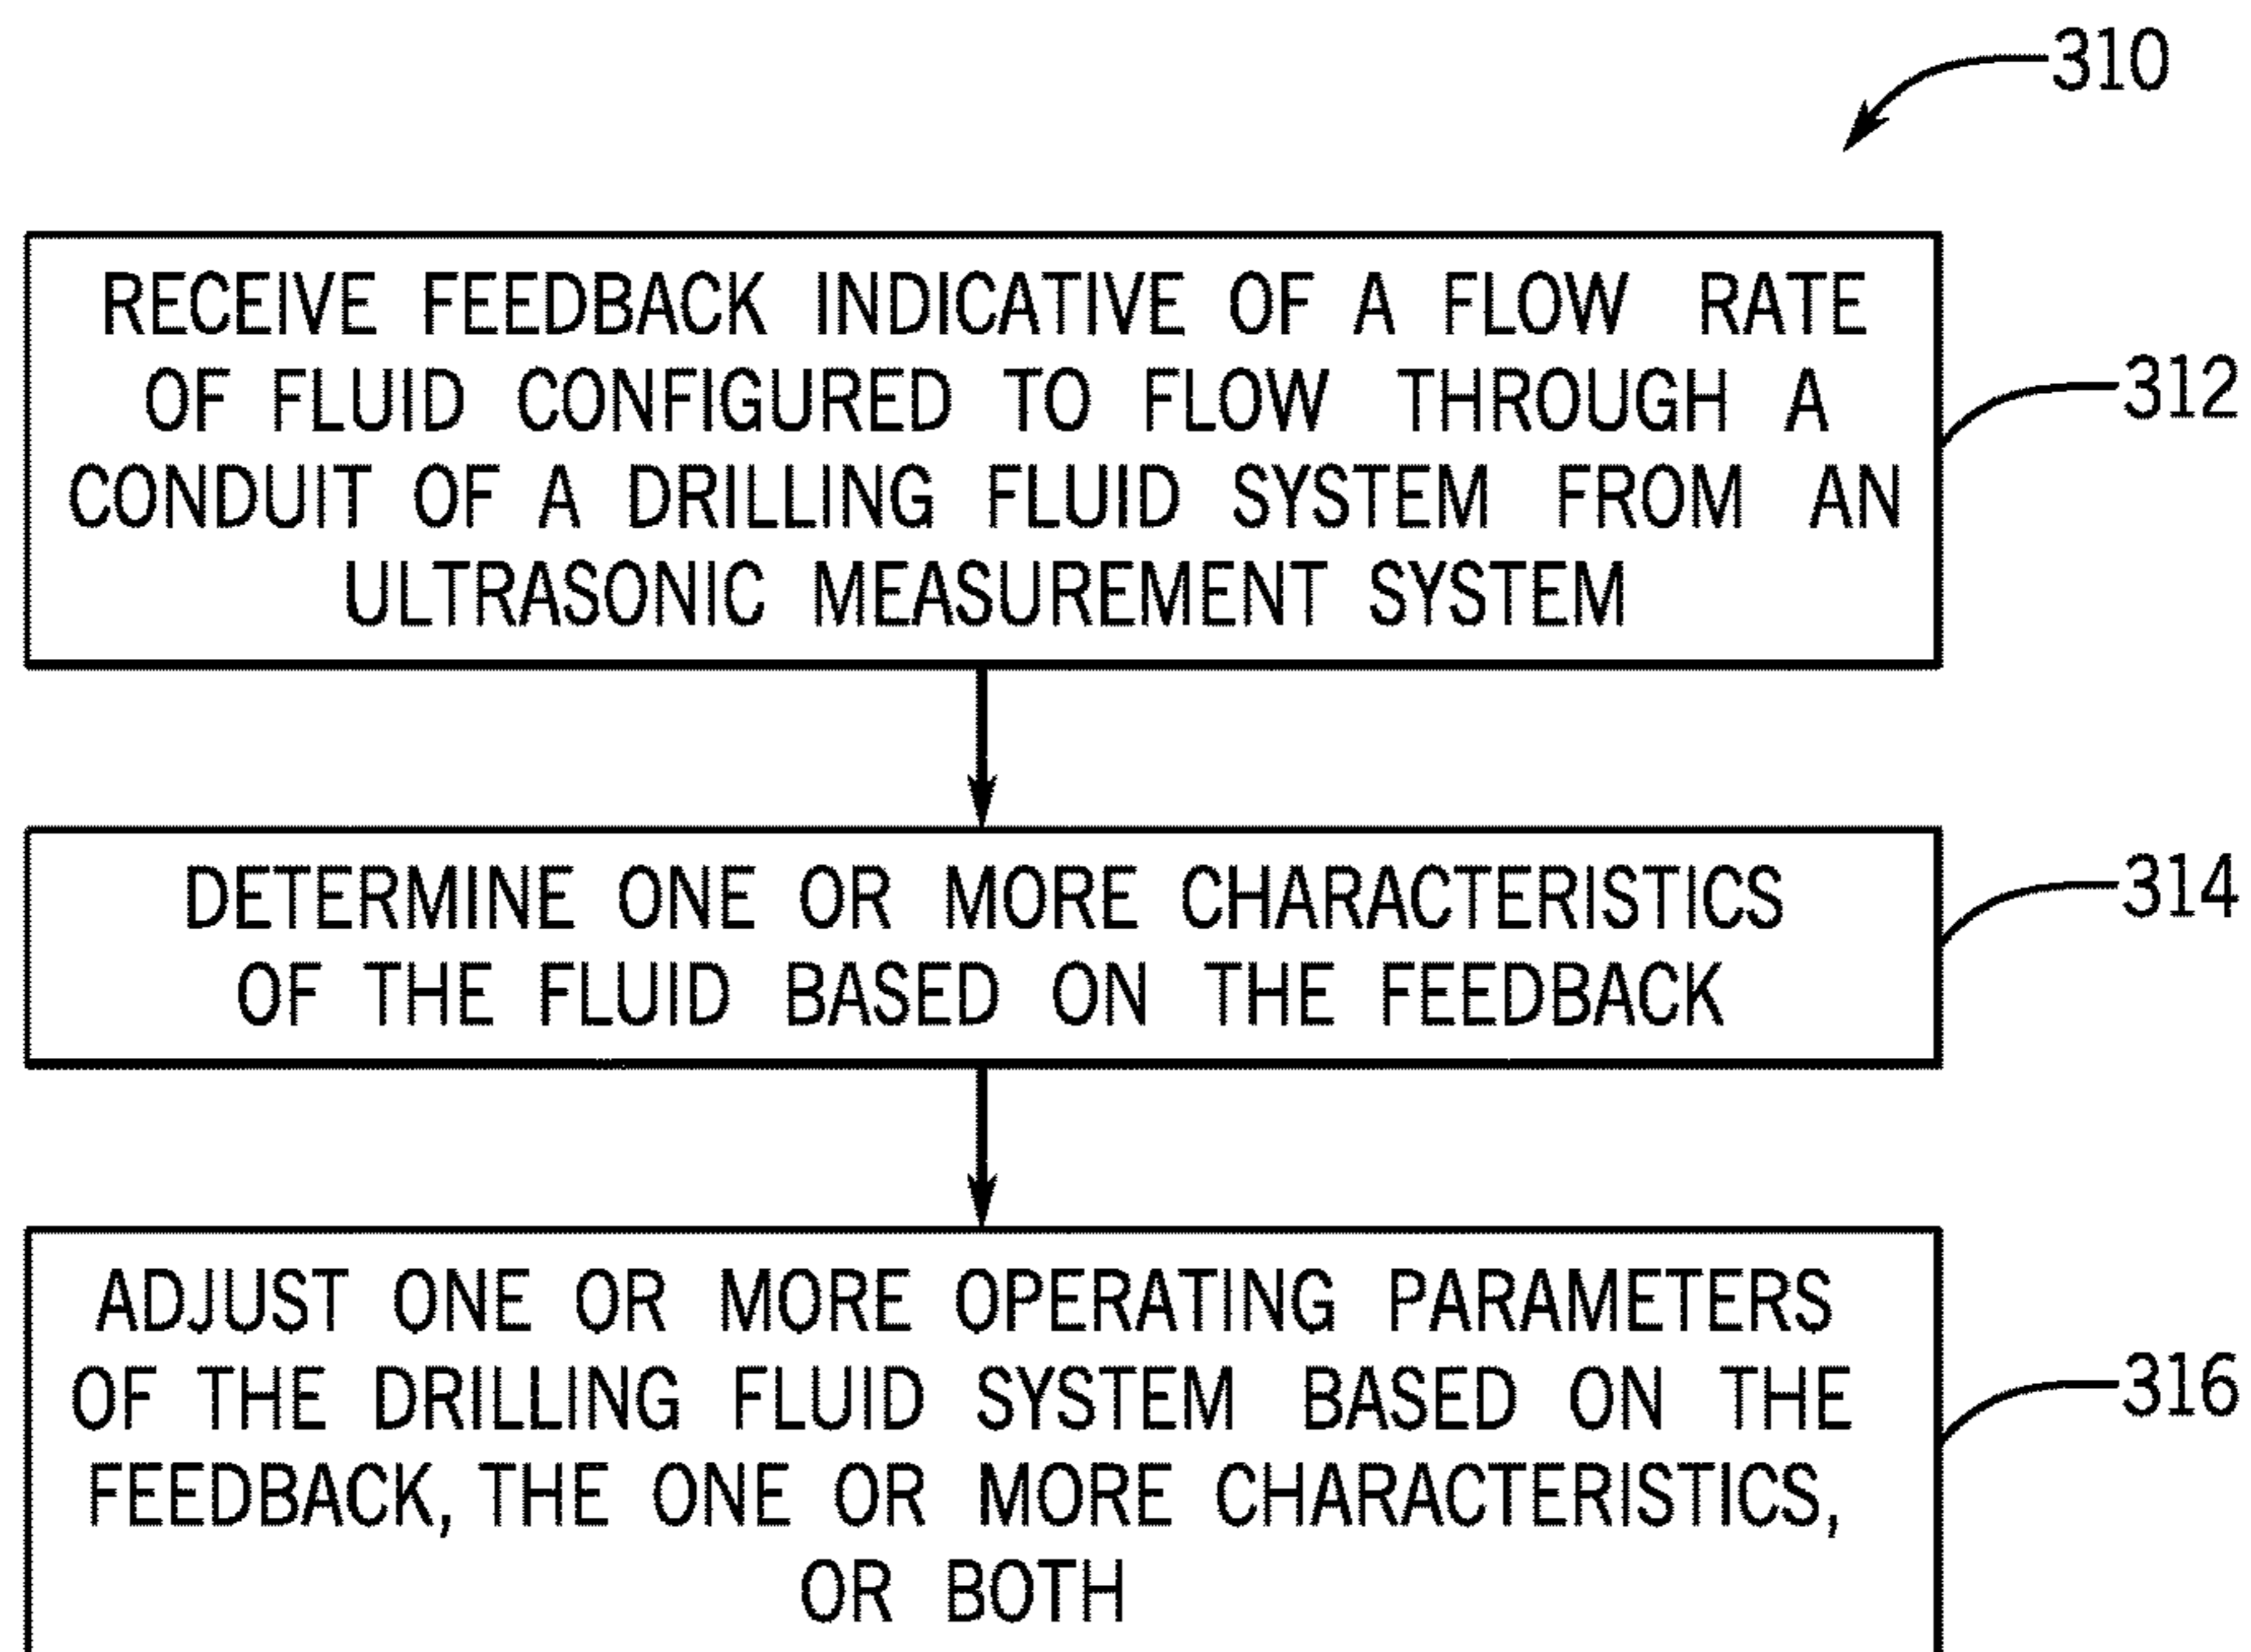 310
RECEIVE FEEDBACK INDICATIVE OF A FLOW RATE
OF FLUID CONFIGURED TO FLOW THROUGH A
CONDUIT OF A DRILLING FLUID SYSTEM FROM AN
ULTRASONIC MEASUREMENT SYSTEM
312
DETERMINE ONE OR MORE CHARACTERISTICS
OF THE FLUID BASED ON THE FEEDBACK
314
ADJUST ONE OR MORE OPERATING PARAMETERS
OF THE DRILLING FLUID SYSTEM BASED ON THE
FEEDBACK, THE ONE OR MORE CHARACTERISTICS,
OR BOTH
316